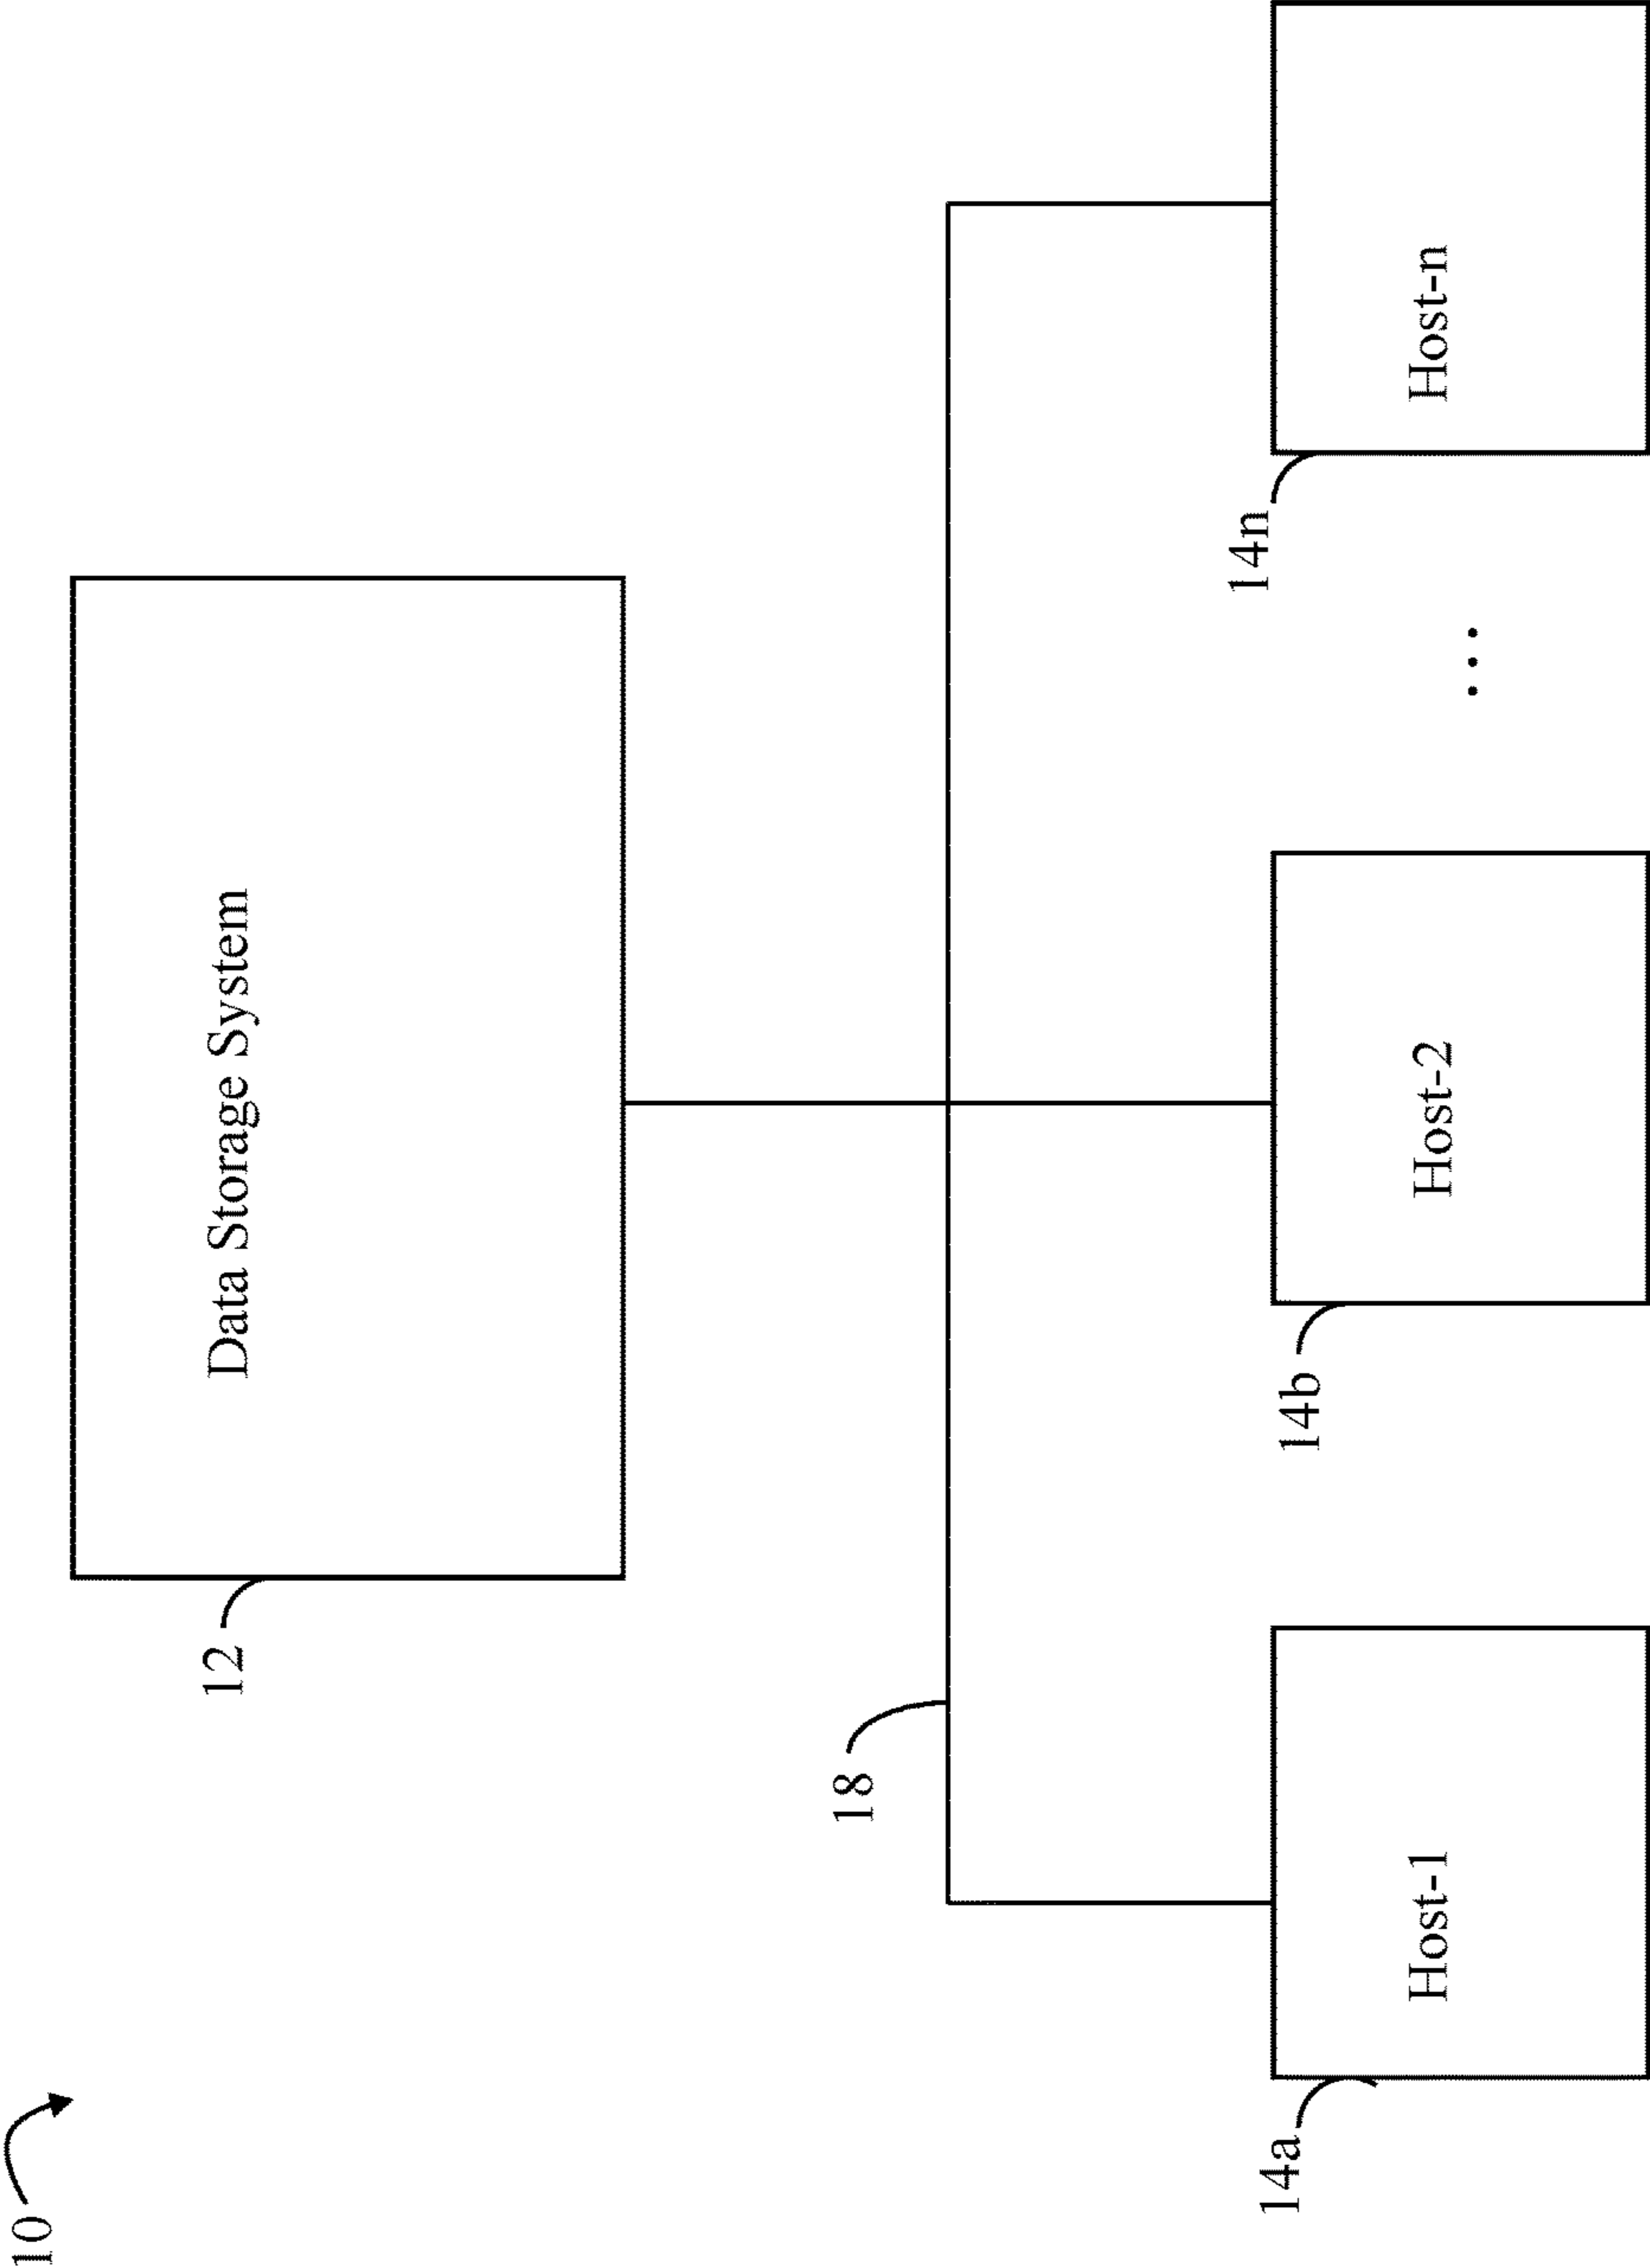 10
12
Data Storage System
18
14a
Host-1
14b
Host-2
...
14n
Host-n